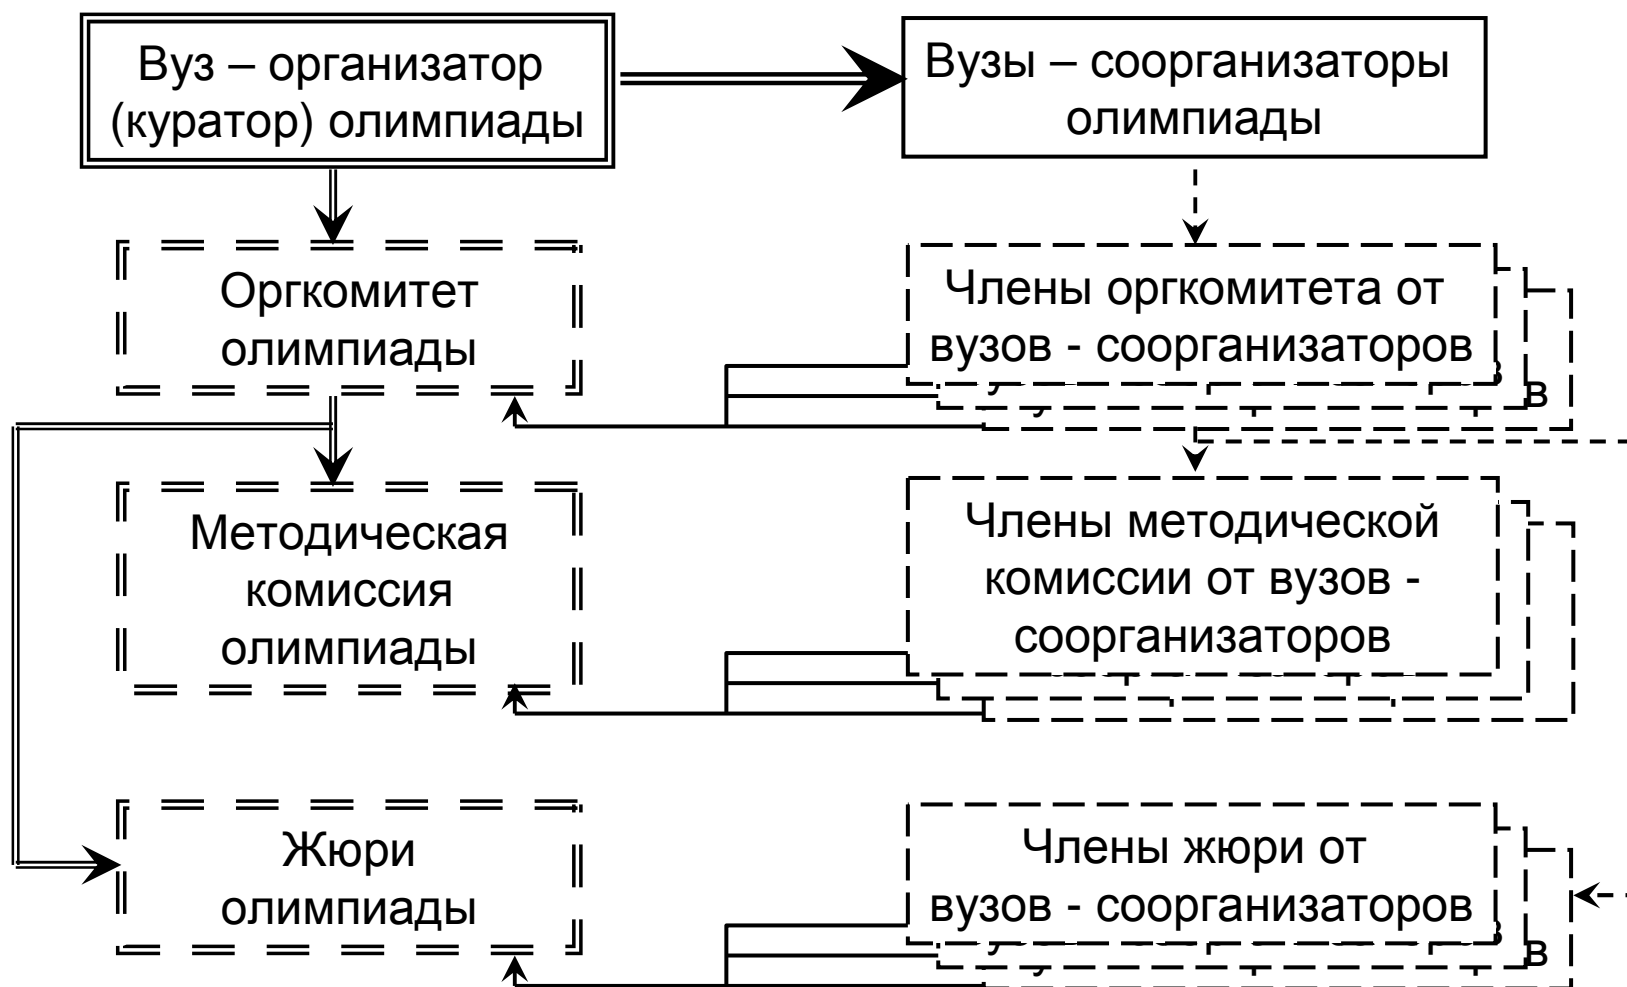 Вуз – организатор
(куратор) олимпиады
Вузы – соорганизаторы
олимпиады
Оргкомитет
олимпиады
Члены оргкомитета от
вузов - соорганизаторов
Методическая
комиссия
олимпиады
Члены методической
комиссии от вузов -
соорганизаторов
Жюри
олимпиады
Члены жюри от
вузов - соорганизаторов